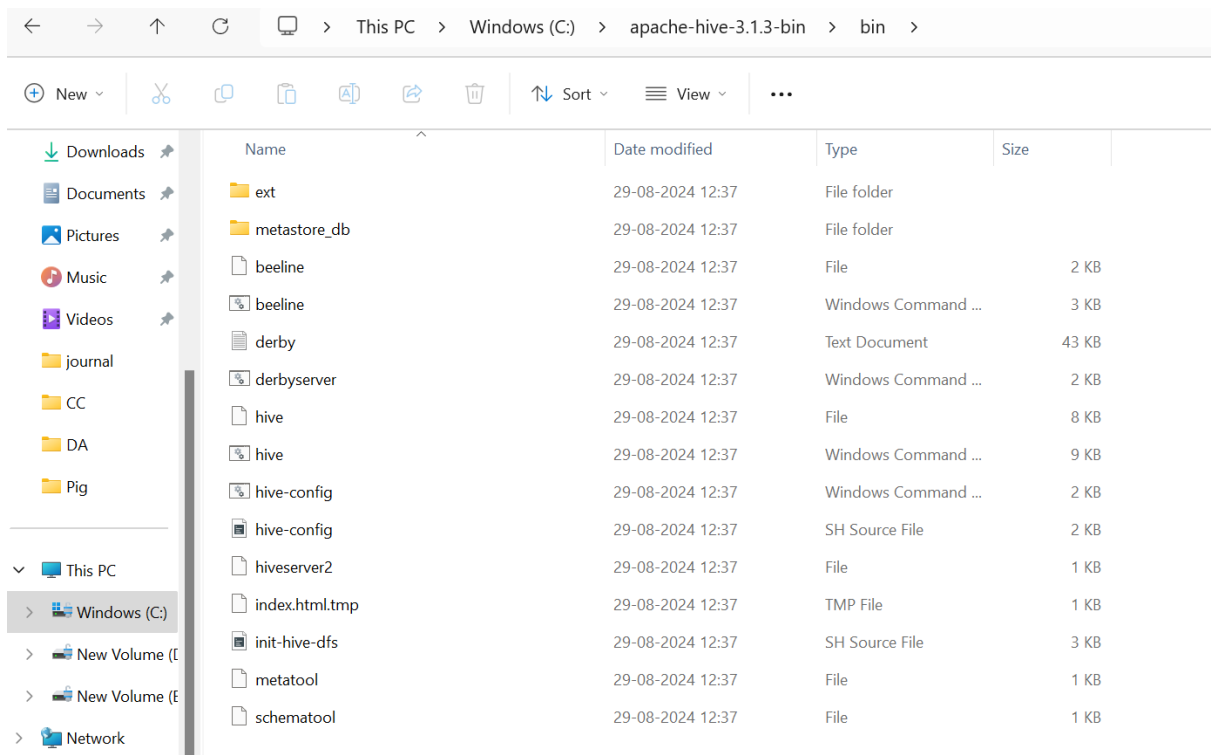 This PC > Windows (C:) > apache-hive-3.1.3-bin > bin >
New Sort View
Downloads
Documents
Pictures
Music
Videos
journal
CC
DA
Pig
This PC
Windows (C:)
New Volume (D
New Volume (E
Network
Name Date modified Type Size
ext 29-08-2024 12:37 File folder
metastore_db 29-08-2024 12:37 File folder
beeline 29-08-2024 12:37 File 2 KB
beeline 29-08-2024 12:37 Windows Command ... 3 KB
derby 29-08-2024 12:37 Text Document 43 KB
derbyserver 29-08-2024 12:37 Windows Command ... 2 KB
hive 29-08-2024 12:37 File 8 KB
hive 29-08-2024 12:37 Windows Command ... 9 KB
hive-config 29-08-2024 12:37 Windows Command ... 2 KB
hive-config 29-08-2024 12:37 SH Source File 2 KB
hiveserver2 29-08-2024 12:37 File 1 KB
index.html.tmp 29-08-2024 12:37 TMP File 1 KB
init-hive-dfs 29-08-2024 12:37 SH Source File 3 KB
metatool 29-08-2024 12:37 File 1 KB
schematool 29-08-2024 12:37 File 1 KB